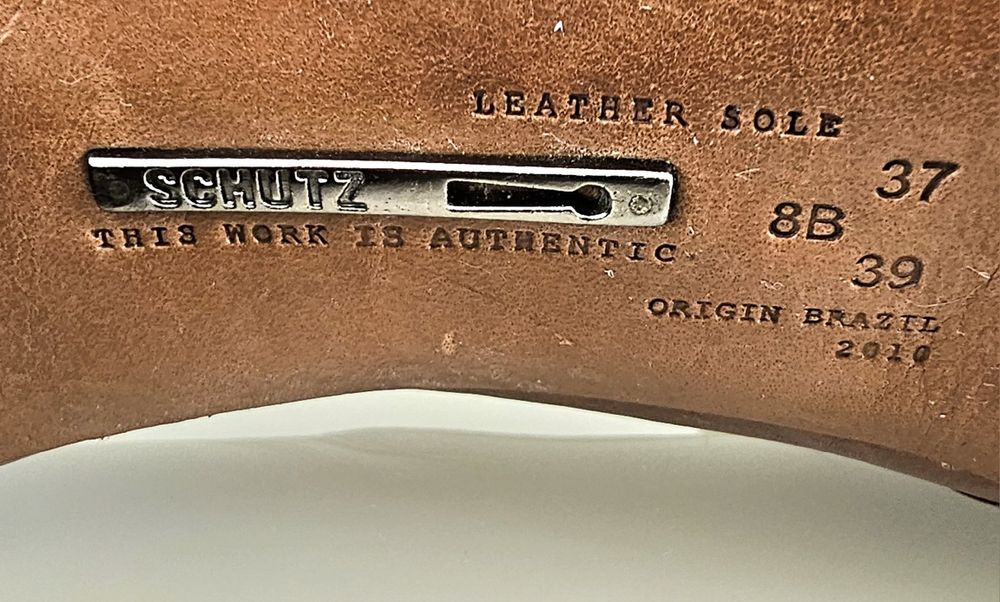 LEATHER SOLE
SCHUTZ
THIS WORK IS AUTHENTIC
37
8B
39
ORIGIN BRAZIL
2010